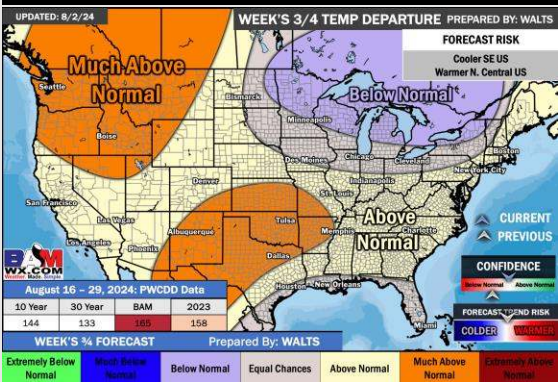 UPDATED: 8/2/24
WEEK'S 3/4 TEMP DEPARTURE PREPARED BY: WALTS
FORECAST RISK
Cooler SE US
Warmer N. Central US
Much Above
Normal
Below Normal
Seattle
Boise
Bismarck
Minneapolis
Boston
Des Moines
Chicago
Cleveland
New York City
San Francisco
Denver
Indianapolis
St. Louis
Las Vegas
Los Angeles
Phoenix
Albuquerque
Tulsa
Memphis
Charlotte
Above
Normal
Dallas
Houston
New Orleans
Miami
CURRENT
PREVIOUS
BAM
WX.COM
Weather Made Simple
CONFIDENCE
Below Normal Above Normal
FORECAST TREND RISK
COLDER WARMER
August 16 – 29, 2024: PWCDD Data
10 Year 30 Year BAM 2023
144 133 165 158
WEEK'S ¾ FORECAST Prepared By: WALTS
Extremely Below Normal
Much Below Normal
Below Normal
Equal Chances
Above Normal
Much Above Normal
Extremely Above Normal